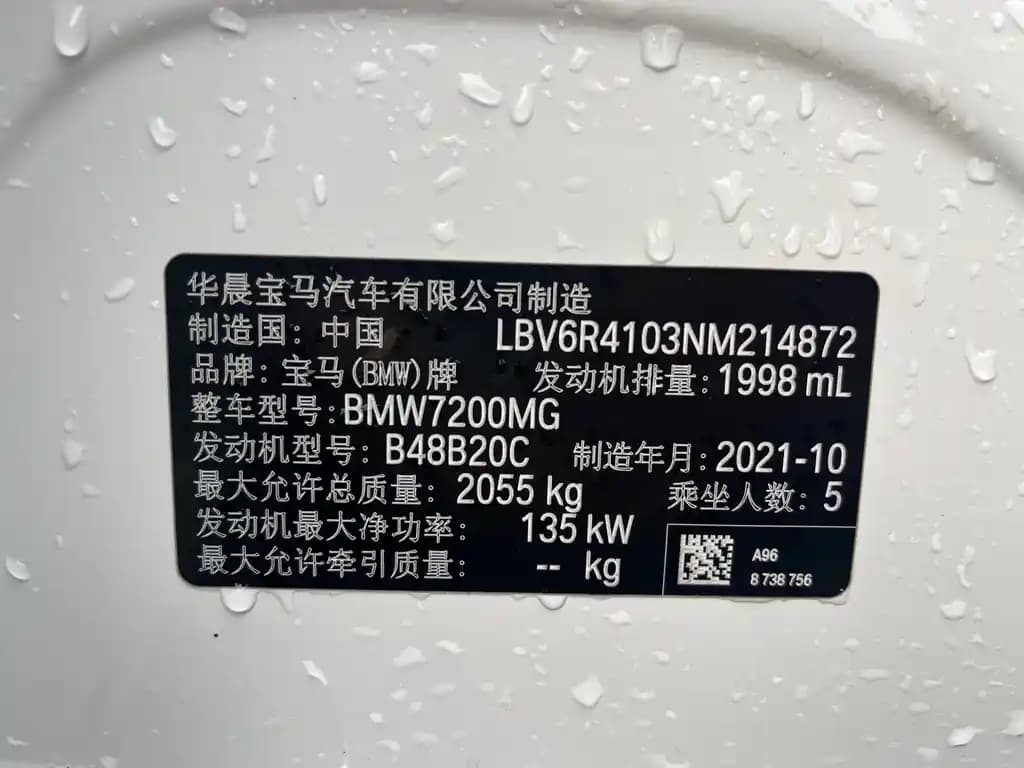 华晨宝马汽车有限公司制造
制造国: 中国 LBV6R4103NM214872
品牌: 宝马(BMW)牌 发动机排量: 1998 mL
整车型号: BMW7200MG
发动机型号: B48B20C 制造年月: 2021-10
最大允许总质量: 2055 kg 乘坐人数: 5
发动机最大净功率: 135 kW
最大允许牵引质量: -- kg
A96
8 738 756